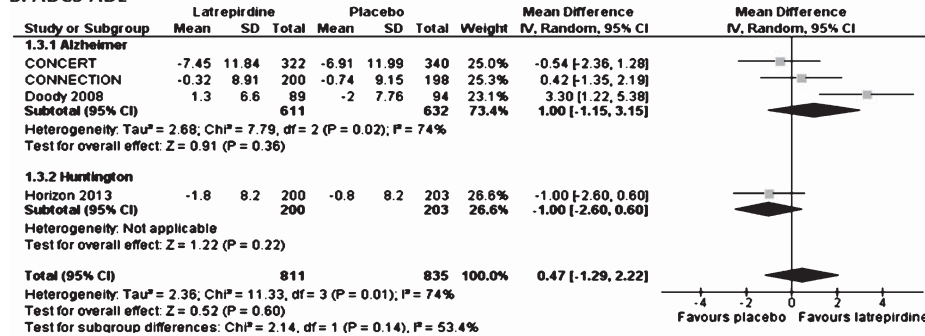 Latrepirdine Placebo Mean Difference Mean Difference
Study or Subgroup Mean SD Total Mean SD Total Weight IV, Random, 95% CI IV, Random, 95% CI
1.3.1 Alzheimer
CONCERT -7.45 11.84 322 -6.91 11.99 340 25.0% -0.54 [-2.36, 1.28]
CONNECTION -0.32 8.91 200 -0.74 9.15 198 25.2% 0.42 [-1.35, 2.19]
Doody 2008 1.3 6.6 89 -2 7.76 94 23.1% 3.30 [1.22, 5.38]
Subtotal (95% CI) 611 632 73.4% 1.00 [-1.15, 3.15]
Heterogeneity: Tau² = 2.68; Chi² = 7.79, df = 2 (P = 0.02); I² = 74%
Test for overall effect: Z = 0.91 (P = 0.36)
1.3.2 Huntington
Horizon 2013 -1.8 8.2 200 -0.8 8.2 203 26.6% -1.00 [-2.60, 0.60]
Subtotal (95% CI) 200 203 26.6% -1.00 [-2.60, 0.60]
Heterogeneity: Not applicable
Test for overall effect: Z = 1.22 (P = 0.22)
Total (95% CI) 811 835 100.0% 0.47 [-1.29, 2.22]
Heterogeneity: Tau² = 2.36; Chi² = 11.33, df = 3 (P = 0.01); I² = 74%
Test for overall effect: Z = 0.52 (P = 0.60)
Test for subgroup differences: Chi² = 2.14, df = 1 (P = 0.14), I² = 53.4%
-4 -2 0 2 4
Favours placebo Favours latrepirdine